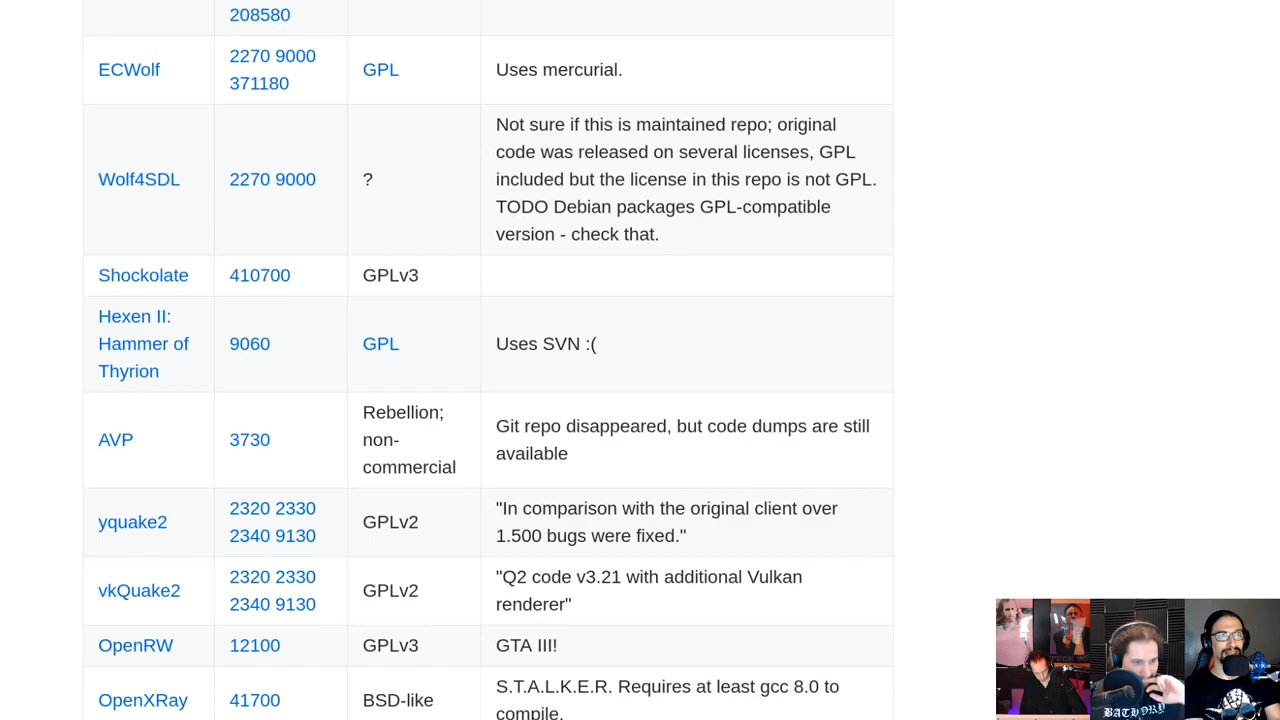 208580
ECWolf
2270 9000
371180
GPL
Uses mercurial.
Wolf4SDL
2270 9000
?
Not sure if this is maintained repo; original
code was released on several licenses, GPL
included but the license in this repo is not GPL.
TODO Debian packages GPL-compatible
version - check that.
Shockolate
410700
GPLv3
Hexen II:
Hammer of
Thyrion
9060
GPL
Uses SVN :(
AVP
3730
Rebellion;
non-
commercial
Git repo disappeared, but code dumps are still
available
yquake2
2320 2330
2340 9130
GPLv2
"In comparison with the original client over
1.500 bugs were fixed."
vkQuake2
2320 2330
2340 9130
GPLv2
"Q2 code v3.21 with additional Vulkan
renderer"
OpenRW
12100
GPLv3
GTA III!
OpenXRay
41700
BSD-like
S.T.A.L.K.E.R. Requires at least gcc 8.0 to
compile.
BATHORY